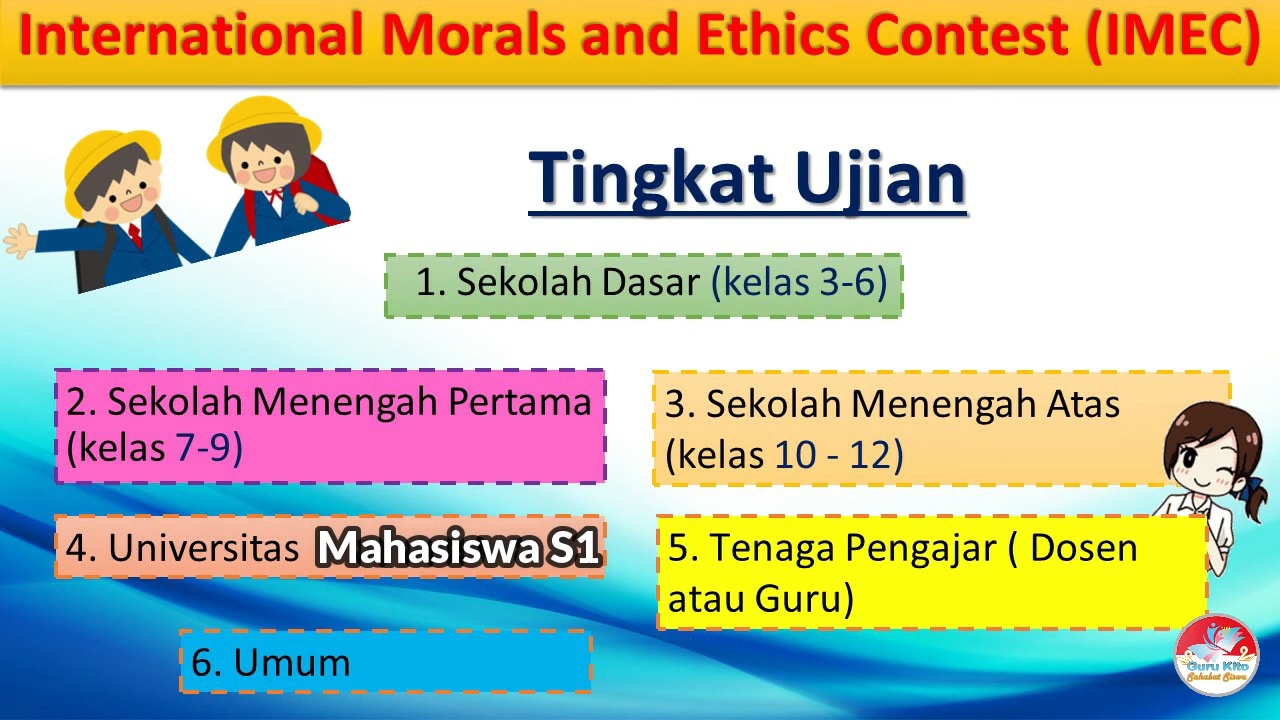 International Morals and Ethics Contest (IMEC)
Tingkat Ujian
1. Sekolah Dasar (kelas 3-6)
2. Sekolah Menengah Pertama
(kelas 7-9)
3. Sekolah Menengah Atas
(kelas 10 - 12)
4. Universitas Mahasiswa S1
5. Tenaga Pengajar ( Dosen
atau Guru)
6. Umum
Guru Kito
Sahabat Siswa